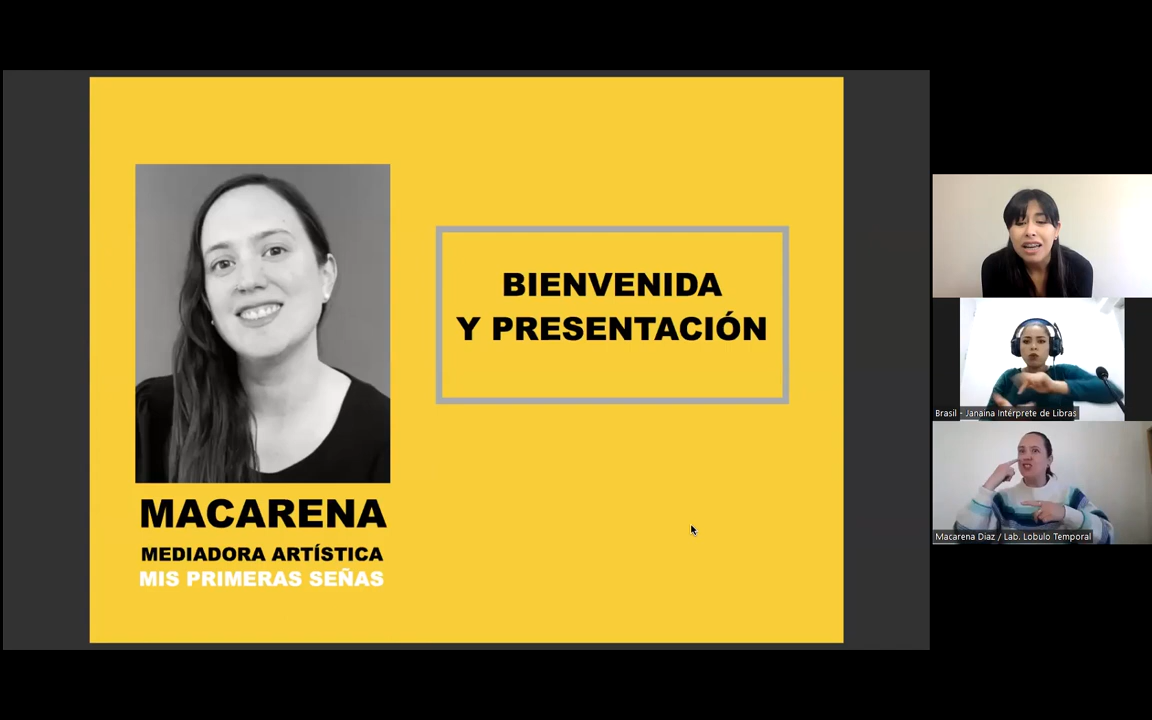 BIENVENIDA
Y PRESENTACIÓN
MACARENA
MEDIADORA ARTÍSTICA
MIS PRIMERAS SEÑAS
Brasil - Janaina Intérprete de Libras
Macarena Diaz / Lab. Lobulo Temporal